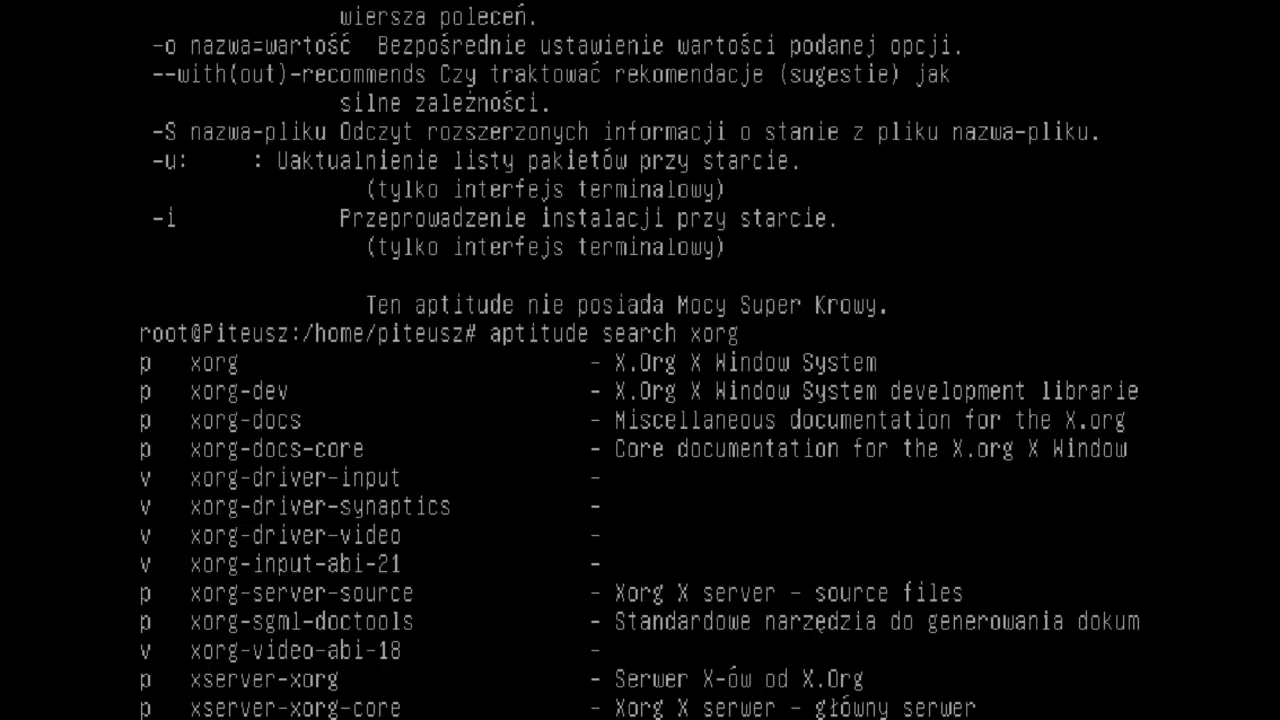 wiersza poleceń.
-o nazwa=wartość  Bezpośrednie ustawienie wartości podanej opcji.
--with(out)-recommends Czy traktować rekomendacje (sugestie) jak
silne zależności.
-S nazwa-pliku Odczyt rozszerzonych informacji o stanie z pliku nazwa-pliku.
-u:     : Uaktualnienie listy pakietów przy starcie.
(tylko interfejs terminalowy)
-i             Przeprowadzenie instalacji przy starcie.
(tylko interfejs terminalowy)
Ten aptitude nie posiada Mocy Super Krowy.
root@Piteusz:/home/piteusz# aptitude search xorg
p   xorg                            - X.Org X Window System
p   xorg-dev                        - X.Org X Window System development librarie
p   xorg-docs                       - Miscellaneous documentation for the X.org
p   xorg-docs-core                  - Core documentation for the X.org X Window
v   xorg-driver-input               -
v   xorg-driver-synaptics           -
v   xorg-driver-video               -
v   xorg-input-abi-21               -
p   xorg-server-source              - Xorg X server - source files
p   xorg-sgml-doctools              - Standardowe narzędzia do generowania dokum
v   xorg-video-abi-18               -
p   xserver-xorg                    - Serwer X-ów od X.Org
p   xserver-xorg-core               - Xorg X serwer - główny serwer